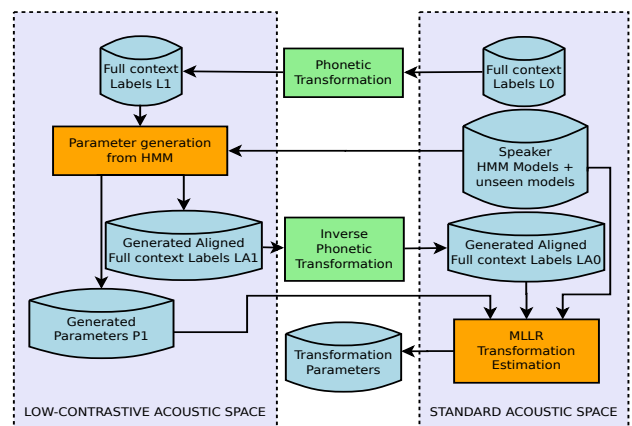 Full context
Labels L1
Phonetic
Transformation
Full context
Labels L0
Parameter generation
from HMM
Speaker
HMM Models +
unseen models
Generated Aligned
Full context Labels LA1
Inverse
Phonetic
Transformation
Generated Aligned
Full context Labels LA0
Generated
Parameters P1
Transformation
Parameters
MLLR
Transformation
Estimation
LOW-CONTRASTIVE ACOUSTIC SPACE
STANDARD ACOUSTIC SPACE